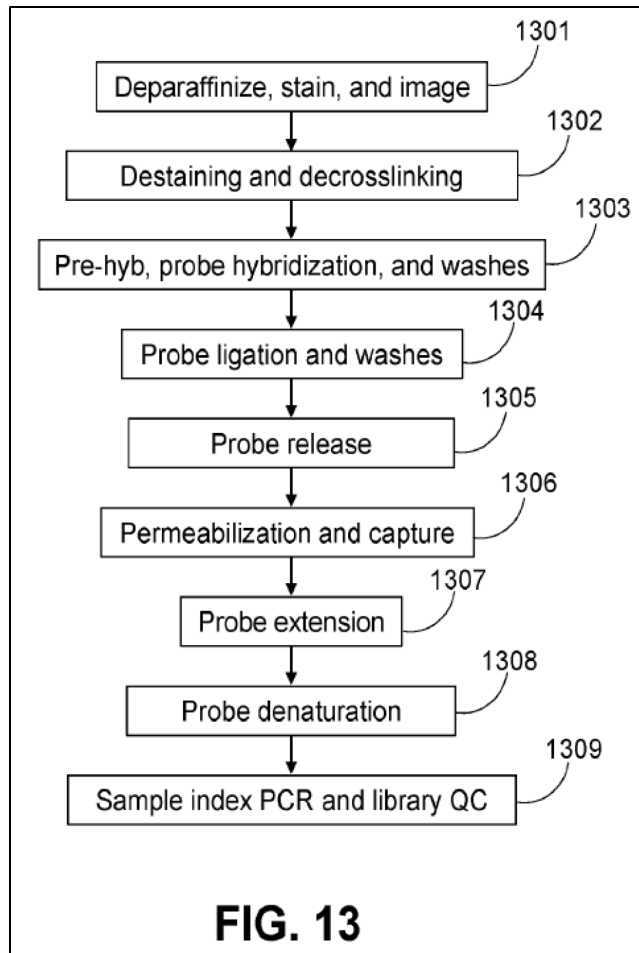 1301
Deparaffinize, stain, and image
1302
Destaining and decrosslinking
1303
Pre-hyb, probe hybridization, and washes
1304
Probe ligation and washes
1305
Probe release
1306
Permeabilization and capture
1307
Probe extension
1308
Probe denaturation
1309
Sample index PCR and library QC
FIG. 13